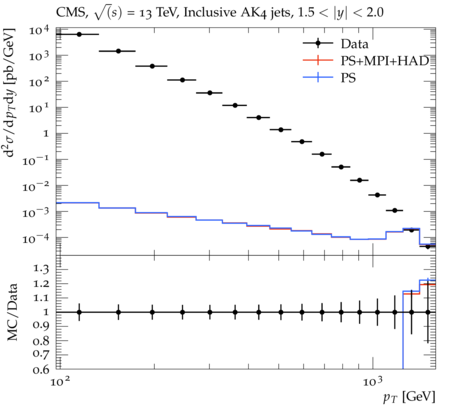 CMS, √(s) = 13 TeV, Inclusive AK4 jets, 1.5 < |y| < 2.0
10⁴
10³
10²
10¹
1
10⁻¹
10⁻²
10⁻³
10⁻⁴
d²σ/dp_T dy [pb/GeV]
Data
PS+MPI+HAD
PS
1.3
1.2
1.1
1
0.9
0.8
0.7
0.6
MC/Data
10²
10³
p_T [GeV]